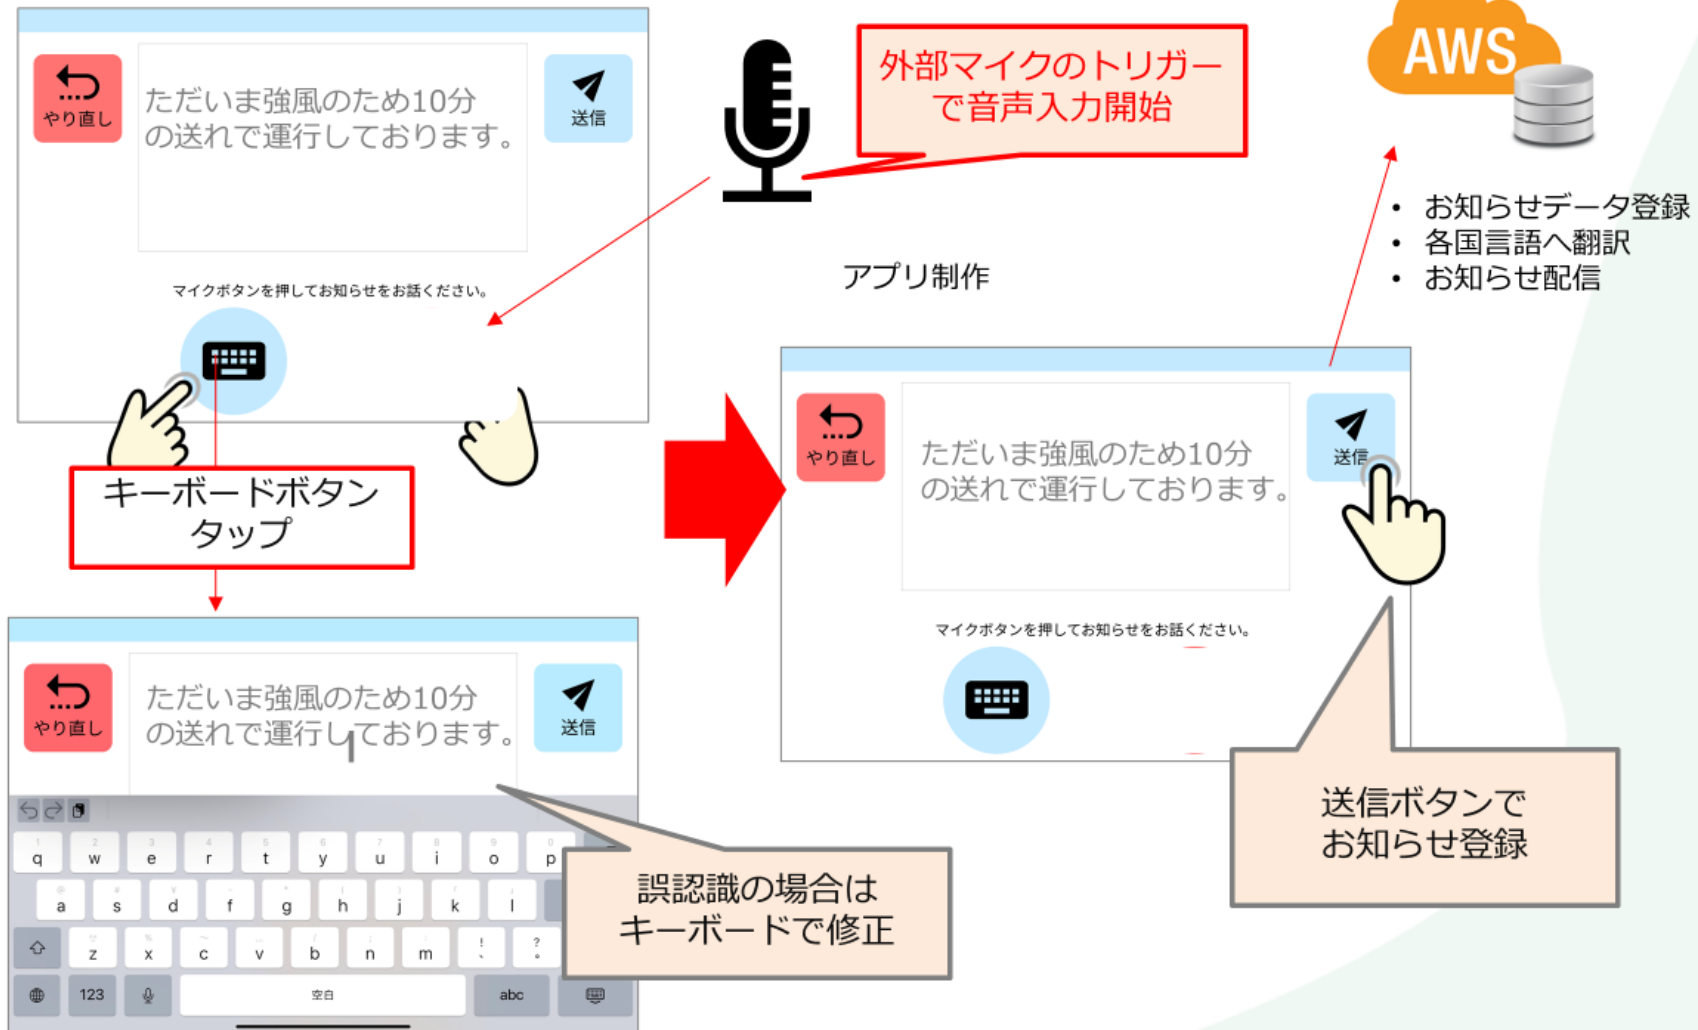 やり直し
ただいま強風のため10分
の送れで運行しております。
送信
マイクボタンを押してお知らせをお話ください。
外部マイクのトリガー
で音声入力開始
AWS
・ お知らせデータ登録
・ 各国言語へ翻訳
・ お知らせ配信
アプリ制作
キーボードボタン
タップ
やり直し
ただいま強風のため10分
の送れで運行しております。
送信
マイクボタンを押してお知らせをお話ください。
送信ボタンで
お知らせ登録
やり直し
ただいま強風のため10分
の送れで運行しております。
送信
1 2 3 4 5 6 7 8 9 0
q w e r t y u i o p
a s d f g h j k l
z x c v b n m ! ?
、 。
123 空白 abc
誤認識の場合は
キーボードで修正